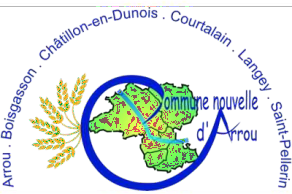 Arrou . Boisgasson . Châtillon-en-Dunois . Courtalain . Langey . Saint-Pellerin
Commune nouvelle
d'Arrou